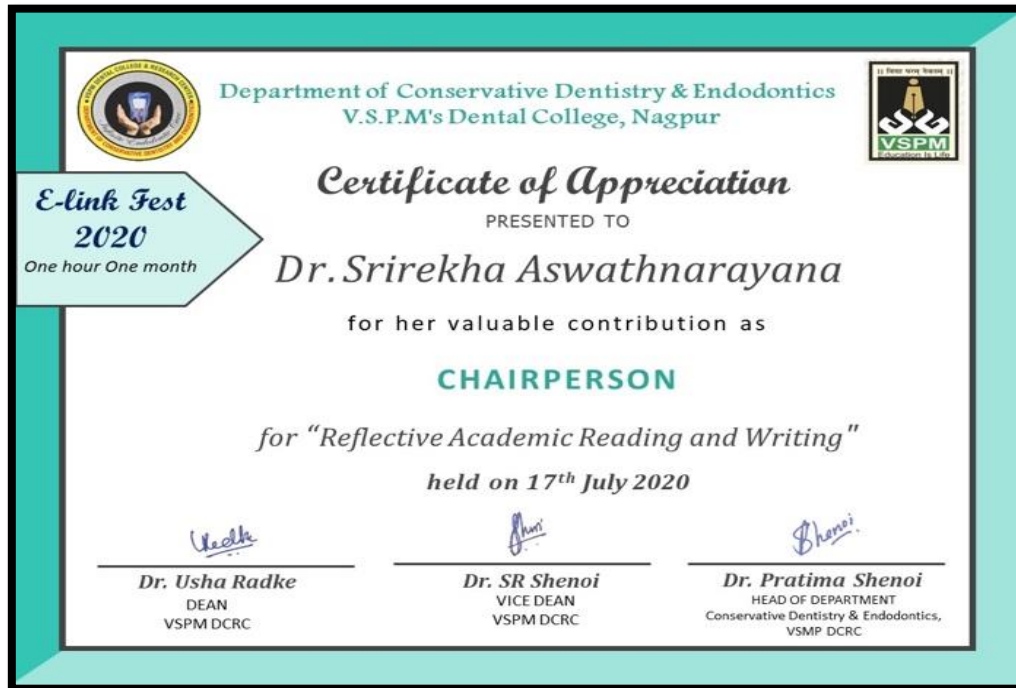 Department of Conservative Dentistry & Endodontics
V.S.P.M's Dental College, Nagpur
|| विद्या परम् दैवतम् ||
VSPM
Education Is Life
E-link Fest
2020
One hour One month
Certificate of Appreciation
PRESENTED TO
Dr. Srirekha Aswathnarayana
for her valuable contribution as
CHAIRPERSON
for “Reflective Academic Reading and Writing"
held on 17th July 2020
Dr. Usha Radke
DEAN
VSPM DCRC
Dr. SR Shenoi
VICE DEAN
VSPM DCRC
Shenoi
Dr. Pratima Shenoi
HEAD OF DEPARTMENT
Conservative Dentistry & Endodontics,
VSMP DCRC